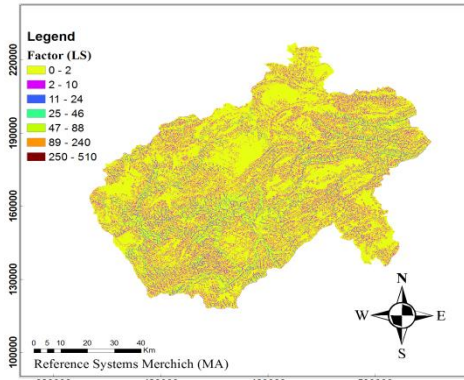 Legend
Factor (LS)
0 - 2
2 - 10
11 - 24
25 - 46
47 - 88
89 - 240
250 - 510
220000
190000
160000
130000
100000
N
W E
S
0 5 10 20 30 40
Km
Reference Systems Merchich (MA)